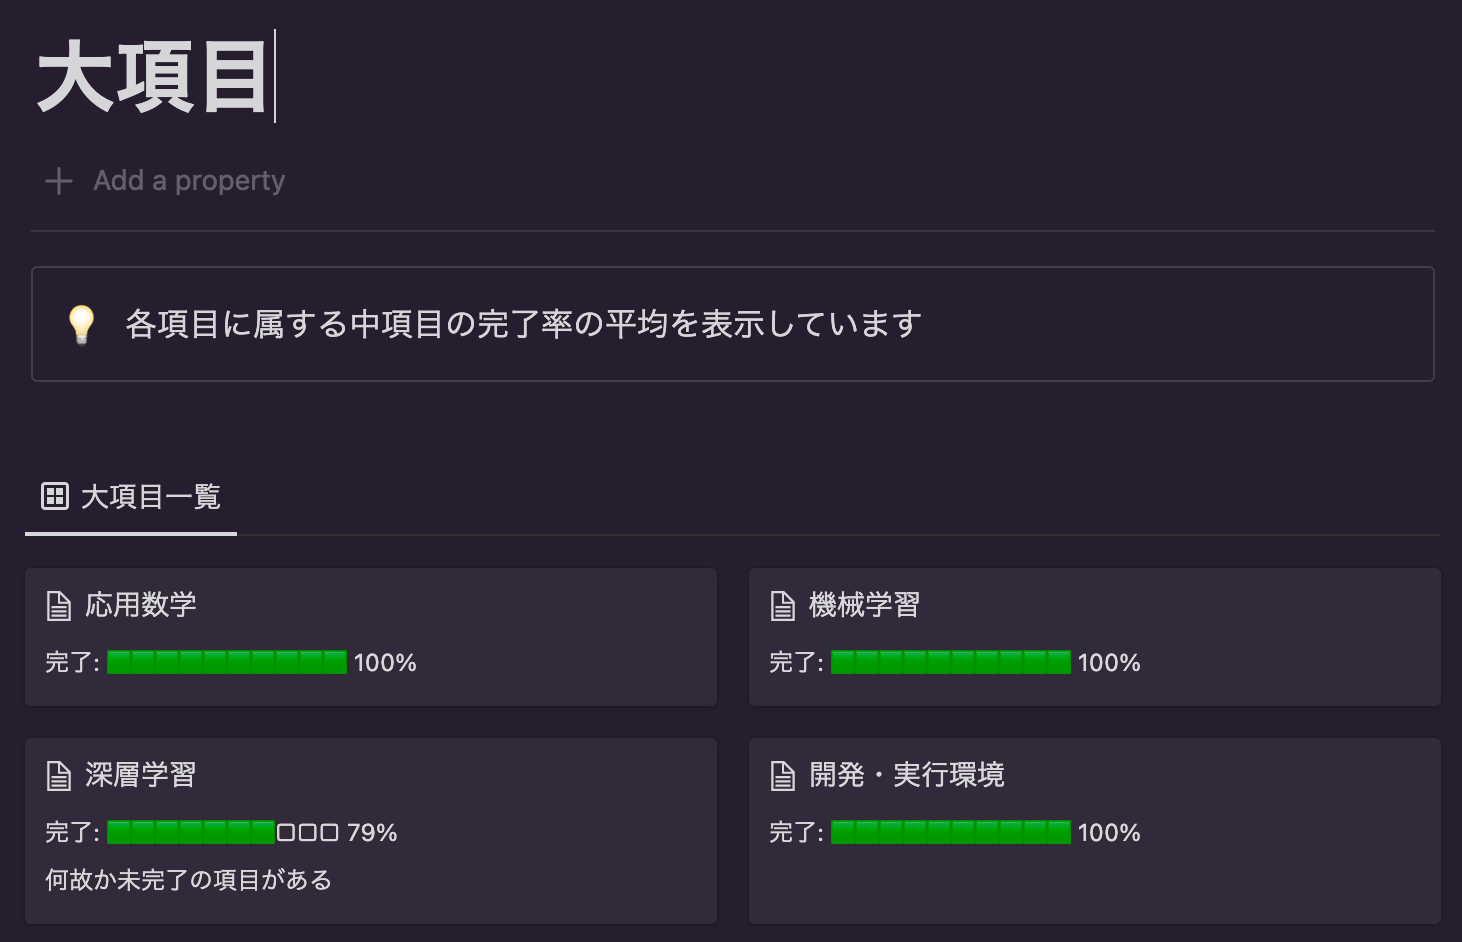 大項目
Add a property
各項目に属する中項目の完了率の平均を表示しています
大項目一覧
応用数学
完了: 100%
機械学習
完了: 100%
深層学習
完了: 79%
何故か未完了の項目がある
開発・実行環境
完了: 100%